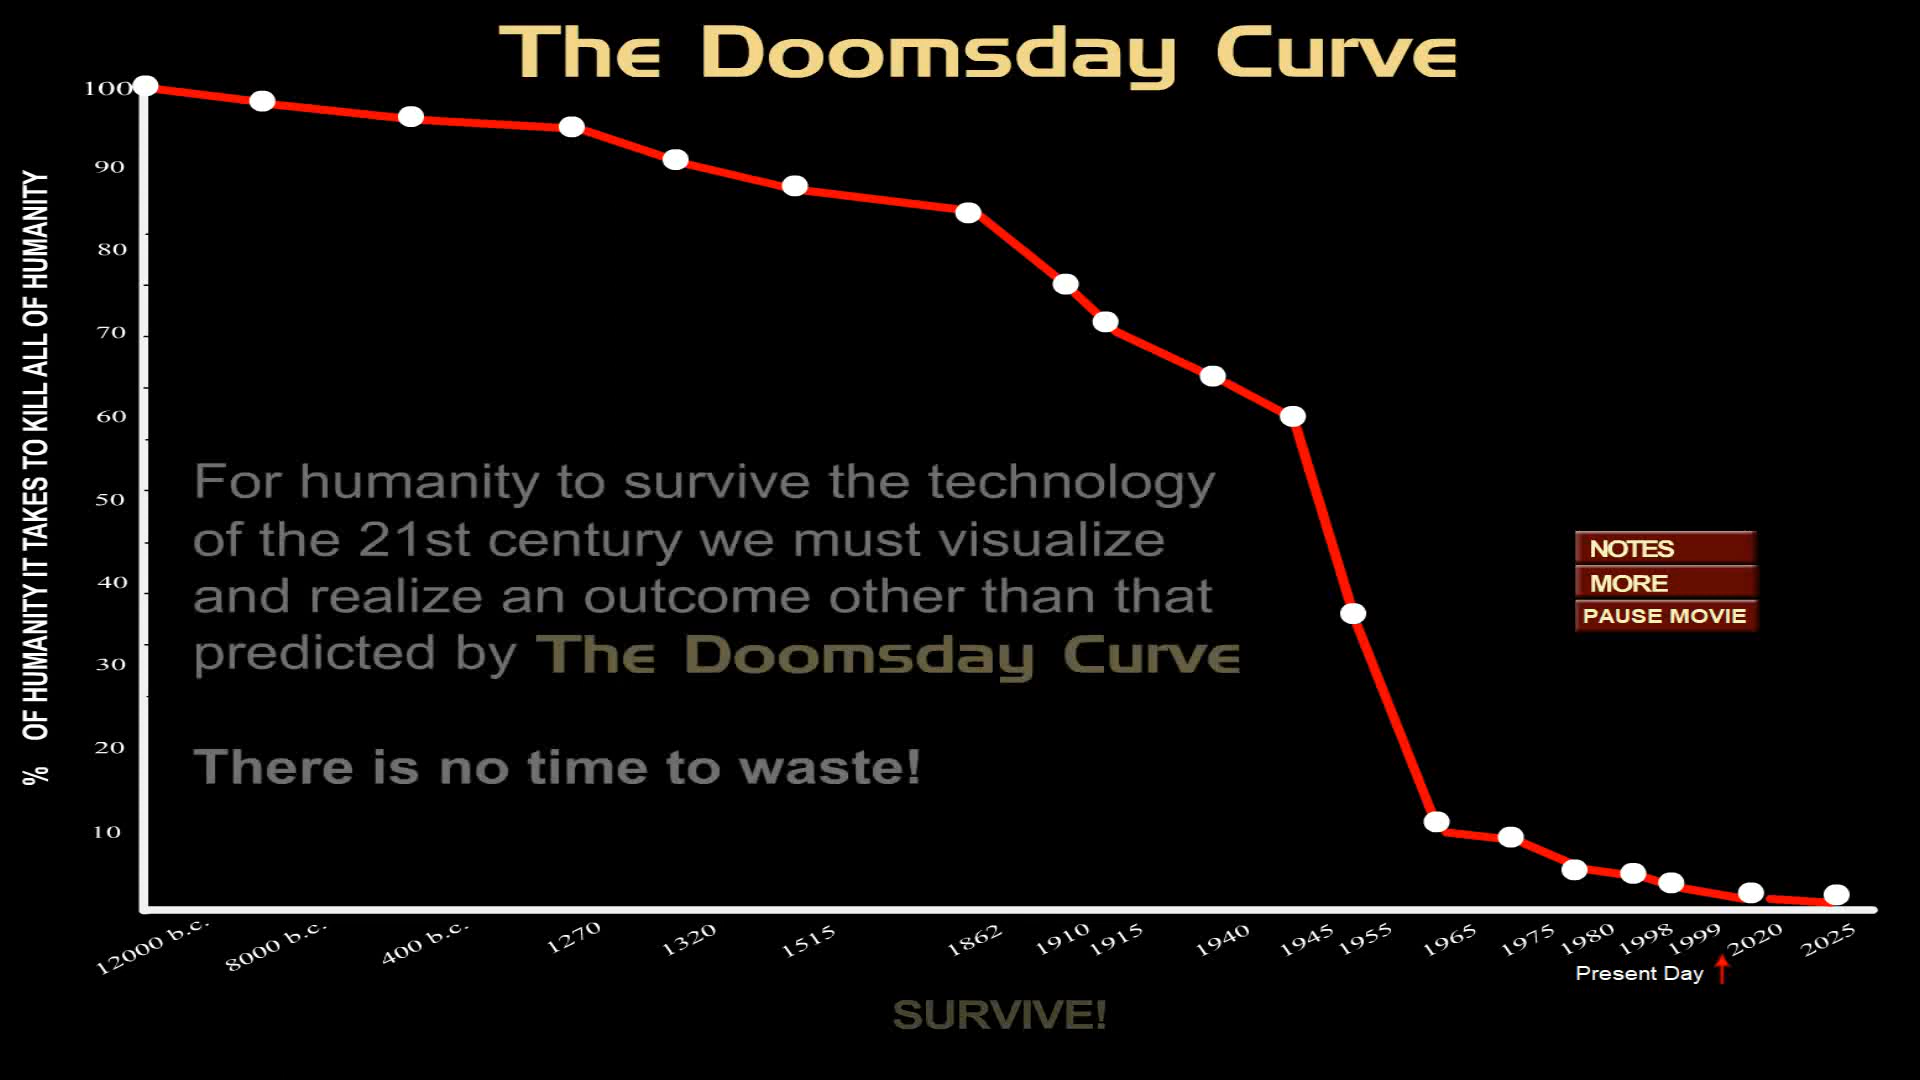 The Doomsday Curve
100
90
80
70
60
50
40
30
20
10
% OF HUMANITY IT TAKES TO KILL ALL OF HUMANITY
For humanity to survive the technology
of the 21st century we must visualize
and realize an outcome other than that
predicted by The Doomsday Curve
There is no time to waste!
NOTES
MORE
PAUSE MOVIE
12000 b.c. 8000 b.c. 400 b.c. 1270 1320 1515 1862 1910 1915 1940 1945 1955 1965 1975 1980 1998 1999 2020 2025
Present Day
SURVIVE!